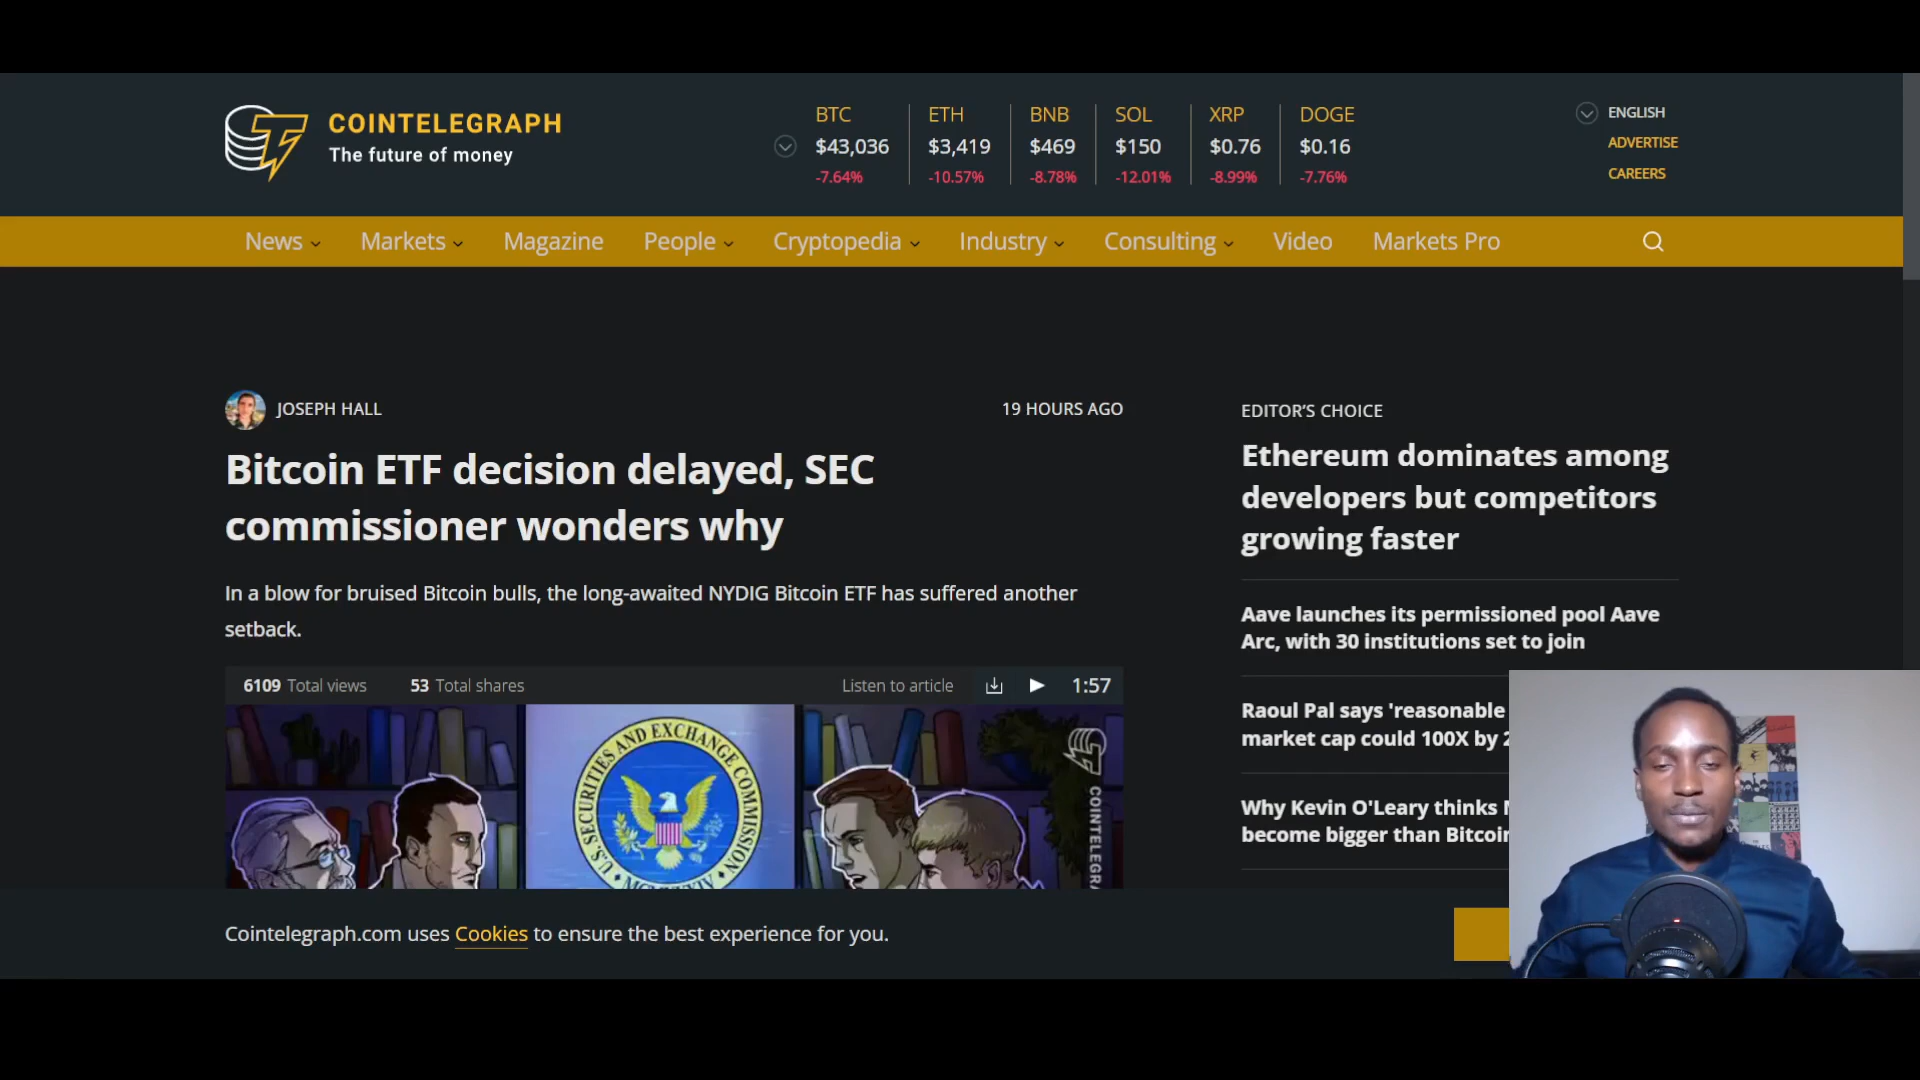 COINTELEGRAPH
The future of money
BTC
$43,036
-7.64%
ETH
$3,419
-10.57%
BNB
$469
-8.78%
SOL
$150
-12.01%
XRP
$0.76
-8.99%
DOGE
$0.16
-7.76%
ENGLISH
ADVERTISE
CAREERS
News Markets Magazine People Cryptopedia Industry Consulting Video Markets Pro
JOSEPH HALL
19 HOURS AGO
Bitcoin ETF decision delayed, SEC
commissioner wonders why
In a blow for bruised Bitcoin bulls, the long-awaited NYDIG Bitcoin ETF has suffered another
setback.
6109 Total views 53 Total shares Listen to article 1:57
U.S. SECURITIES AND EXCHANGE COMMISSION
EDITOR'S CHOICE
Ethereum dominates among
developers but competitors
growing faster
Aave launches its permissioned pool Aave
Arc, with 30 institutions set to join
Raoul Pal says 'reasonable
market cap could 100X by
Why Kevin O'Leary thinks
become bigger than Bitcoin
Cointelegraph.com uses Cookies to ensure the best experience for you.